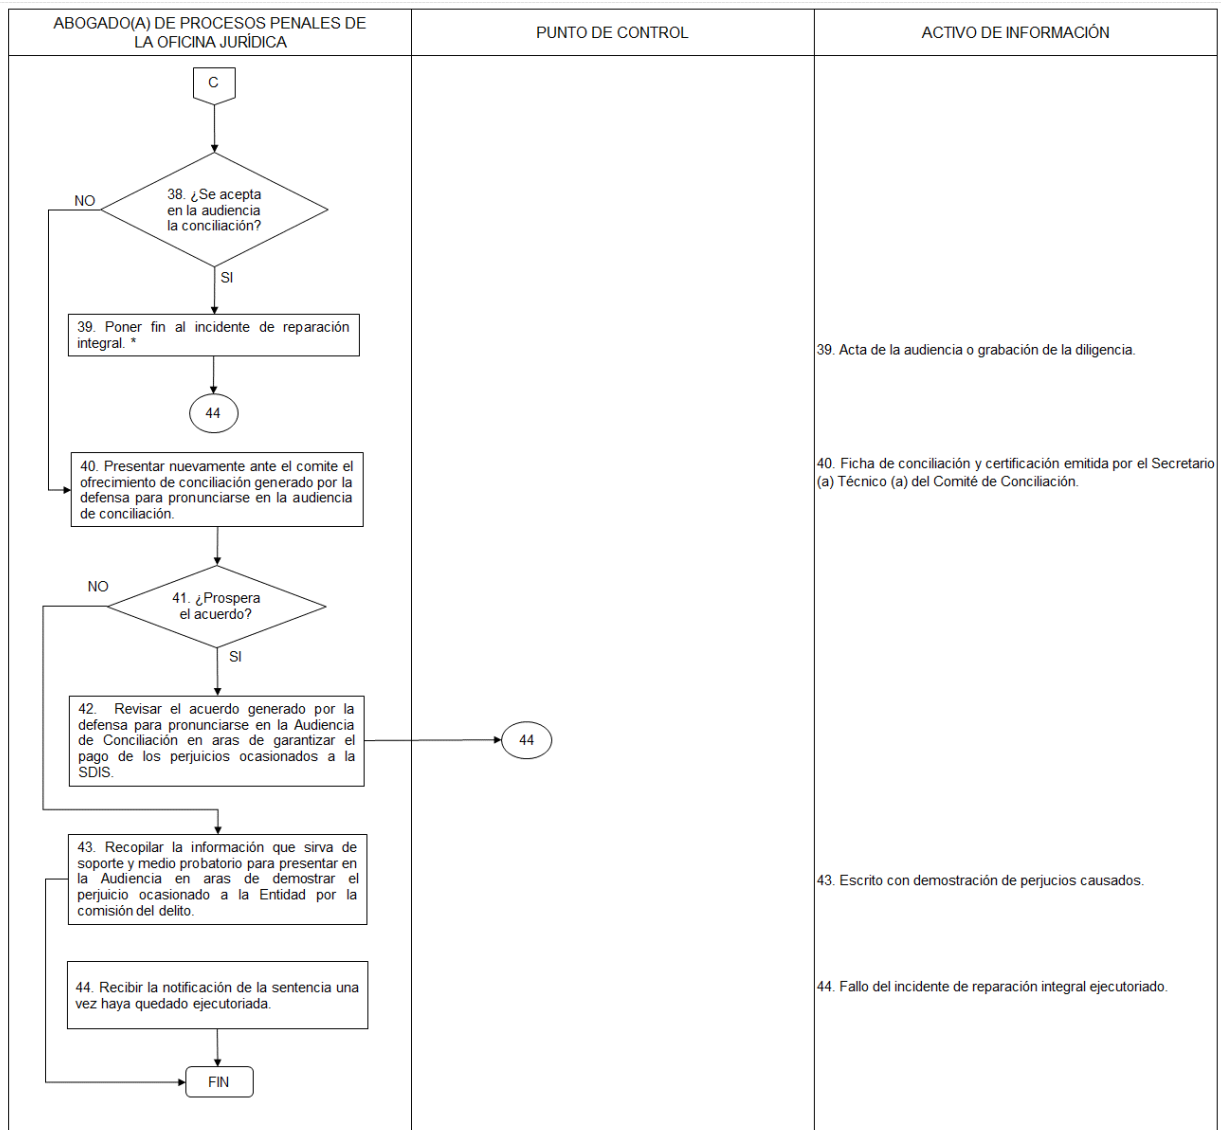 ABOGADO(A) DE PROCESOS PENALES DE
LA OFICINA JURÍDICA
PUNTO DE CONTROL
ACTIVO DE INFORMACIÓN
C
38. ¿Se acepta
en la audiencia
la conciliación?
NO
SI
39. Poner fin al incidente de reparación
integral. *
39. Acta de la audiencia o grabación de la diligencia.
44
40. Presentar nuevamente ante el comite el
ofrecimiento de conciliación generado por la
defensa para pronunciarse en la audiencia
de conciliación.
40. Ficha de conciliación y certificación emitida por el Secretario
(a) Técnico (a) del Comité de Conciliación.
NO
41. ¿Prospera
el acuerdo?
SI
42. Revisar el acuerdo generado por la
defensa para pronunciarse en la Audiencia
de Conciliación en aras de garantizar el
pago de los perjuicios ocasionados a la
SDIS.
44
43. Recopilar la información que sirva de
soporte y medio probatorio para presentar en
la Audiencia en aras de demostrar el
perjuicio ocasionado a la Entidad por la
comisión del delito.
43. Escrito con demostración de perjucios causados.
44. Recibir la notificación de la sentencia una
vez haya quedado ejecutoriada.
44. Fallo del incidente de reparación integral ejecutoriado.
FIN